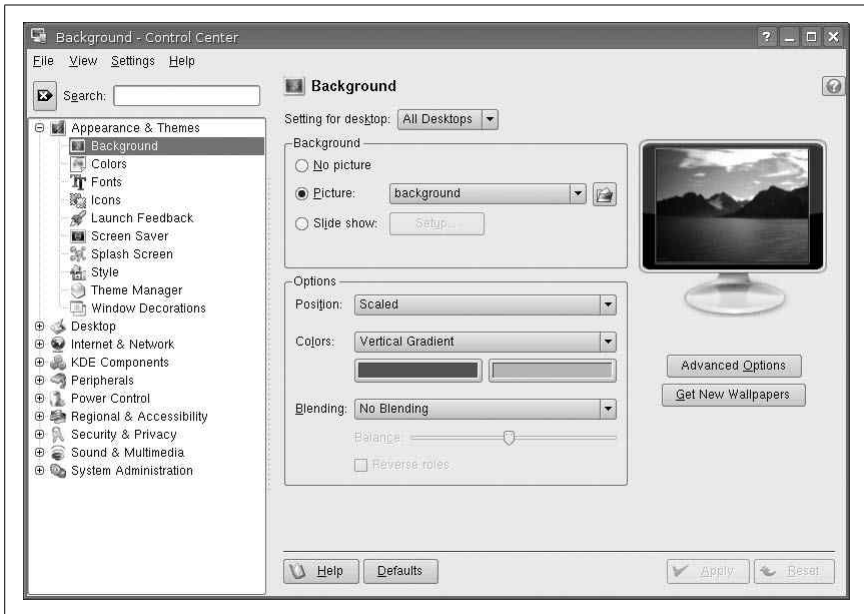 Background - Control Center
File View Settings Help
Search:
Appearance & Themes
Background
Colors
Fonts
Icons
Launch Feedback
Screen Saver
Splash Screen
Style
Theme Manager
Window Decorations
Desktop
Internet & Network
KDE Components
Peripherals
Power Control
Regional & Accessibility
Security & Privacy
Sound & Multimedia
System Administration
Background
Setting for desktop: All Desktops
Background
No picture
Picture: background
Slide show: Setup...
Options
Position: Scaled
Colors: Vertical Gradient
Blending: No Blending
Balance:
Reverse roles
Advanced Options
Get New Wallpapers
Help Defaults Apply Reset